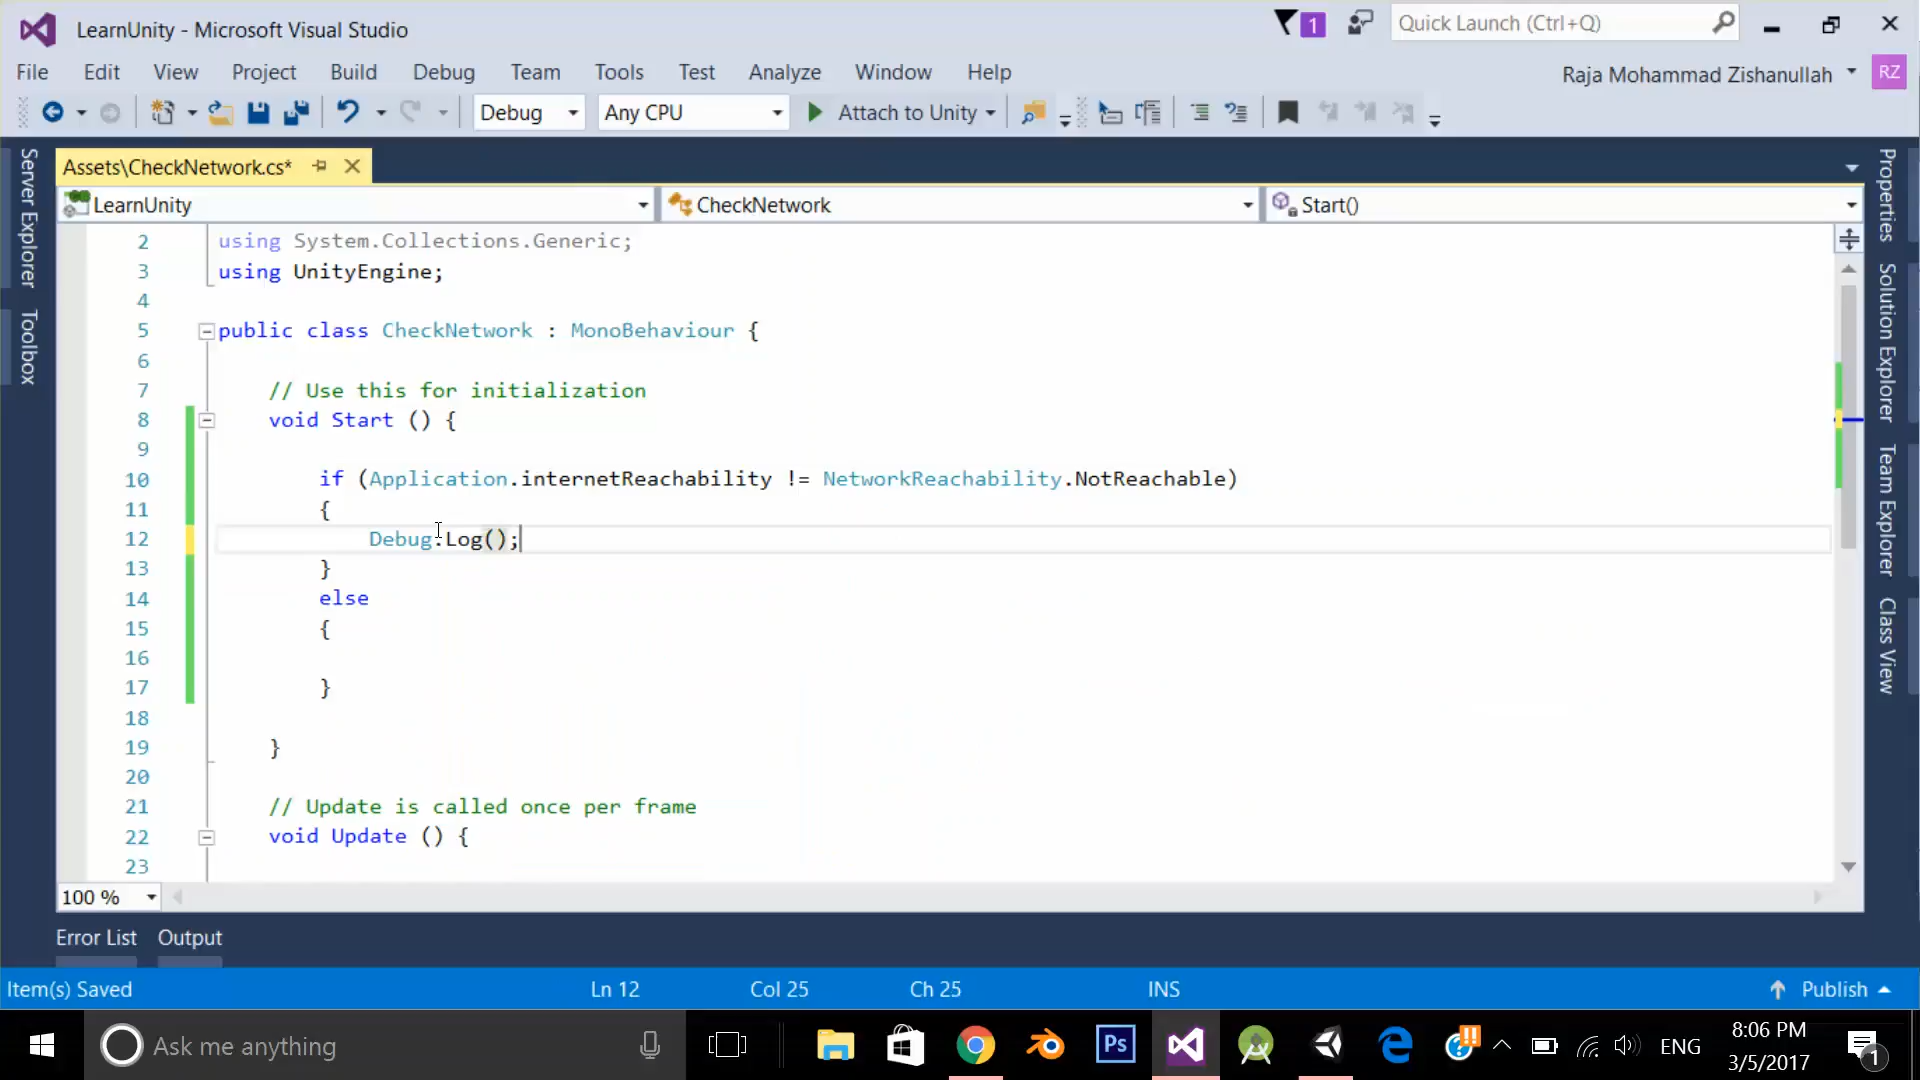 LearnUnity - Microsoft Visual Studio
1
Quick Launch (Ctrl+Q)
File Edit View Project Build Debug Team Tools Test Analyze Window Help
Raja Mohammad Zishanullah
RZ
Debug
Any CPU
Attach to Unity
Server Explorer
Toolbox
Assets\CheckNetwork.cs*
LearnUnity
CheckNetwork
Start()
2 using System.Collections.Generic;
3 using UnityEngine;
4
5 public class CheckNetwork : MonoBehaviour {
6
7 // Use this for initialization
8 void Start () {
9
10 if (Application.internetReachability != NetworkReachability.NotReachable)
11 {
12 Debug.Log();
13 }
14 else
15 {
16
17 }
18
19 }
20
21 // Update is called once per frame
22 void Update () {
23
100 %
Properties
Solution Explorer
Team Explorer
Class View
Error List Output
Item(s) Saved Ln 12 Col 25 Ch 25 INS Publish
Ask me anything
Ps
ENG
8:06 PM
3/5/2017
1